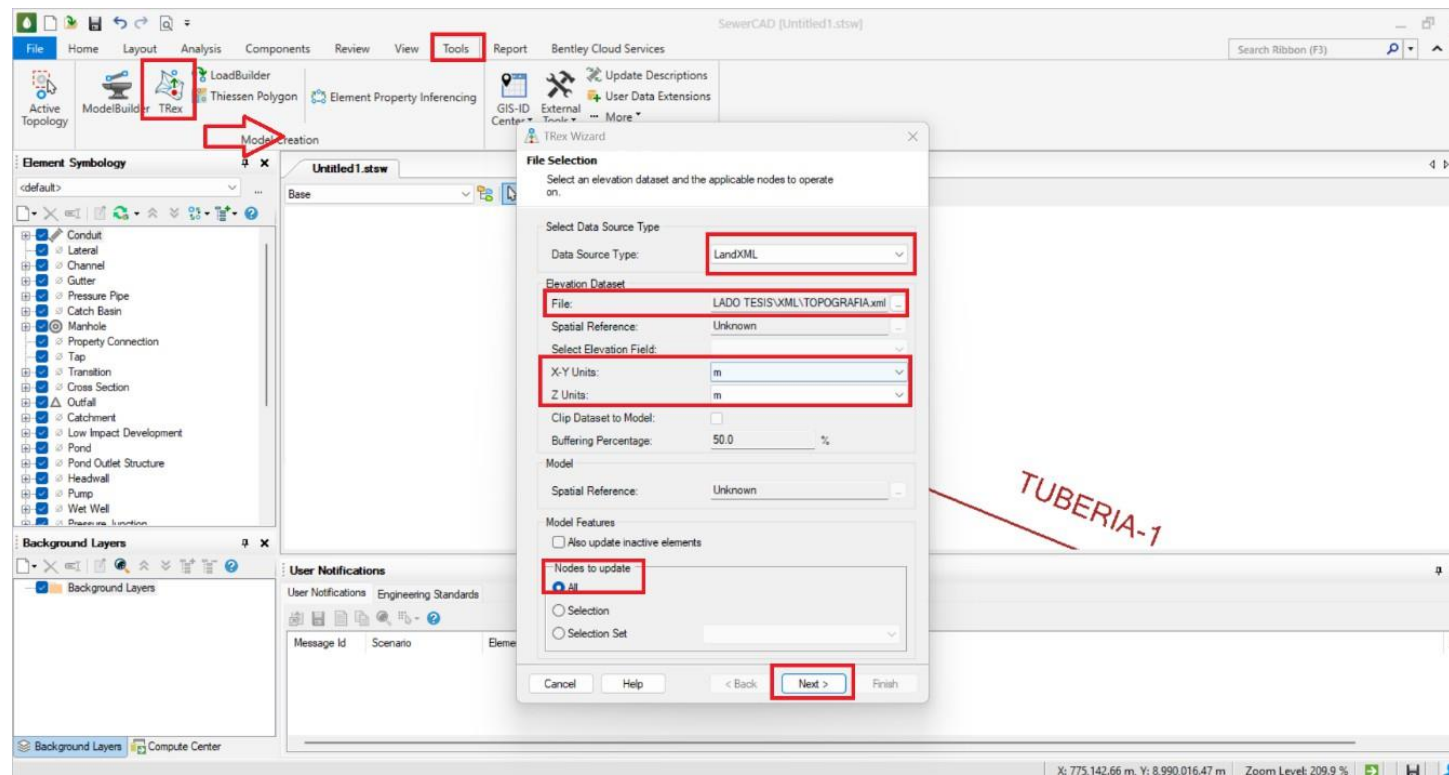 SewerCAD [Untitled1.stsw]
File Home Layout Analysis Components Review View Tools Report Bentley Cloud Services Search Ribbon (F3)
Active Topology
ModelBuilder
TRex
LoadBuilder
Thiessen Polygon
Element Property Inferencing
GIS-ID Center
External Tools
Update Descriptions
User Data Extensions
More
Model Creation
Element Symbology
<default>
Conduit
Lateral
Channel
Gutter
Pressure Pipe
Catch Basin
Manhole
Property Connection
Tap
Transition
Cross Section
Outfall
Catchment
Low Impact Development
Pond
Pond Outlet Structure
Headwall
Pump
Wet Well
Pressure Junction
Background Layers
Background Layers
Background Layers Compute Center
Untitled1.stsw
Base
TUBERIA-1
User Notifications
User Notifications Engineering Standards
Message Id Scenario Eleme
TRex Wizard
File Selection
Select an elevation dataset and the applicable nodes to operate
on.
Select Data Source Type
Data Source Type: LandXML
Elevation Dataset
File: LADO TESIS\XML\TOPOGRAFIA.xml ...
Spatial Reference: Unknown
Select Elevation Field:
X-Y Units: m
Z Units: m
Clip Dataset to Model:
Buffering Percentage: 50.0 %
Model
Spatial Reference: Unknown
Model Features
Also update inactive elements
Nodes to update
All
Selection
Selection Set
Cancel Help < Back Next > Finish
X: 775,142.66 m, Y: 8,990,016.47 m Zoom Level: 209.9 %